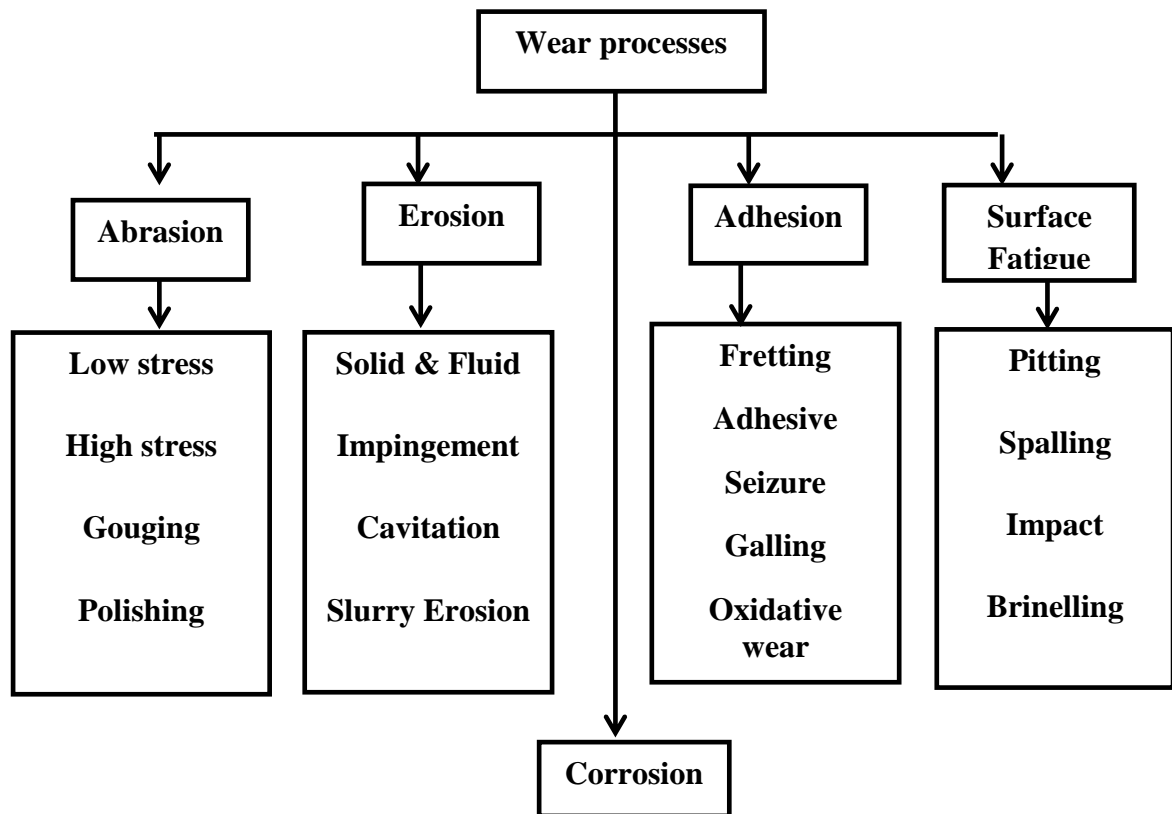 Wear processes
Abrasion
Erosion
Adhesion
Surface
Fatigue
Low stress
High stress
Gouging
Polishing
Solid & Fluid
Impingement
Cavitation
Slurry Erosion
Fretting
Adhesive
Seizure
Galling
Oxidative
wear
Pitting
Spalling
Impact
Brinelling
Corrosion